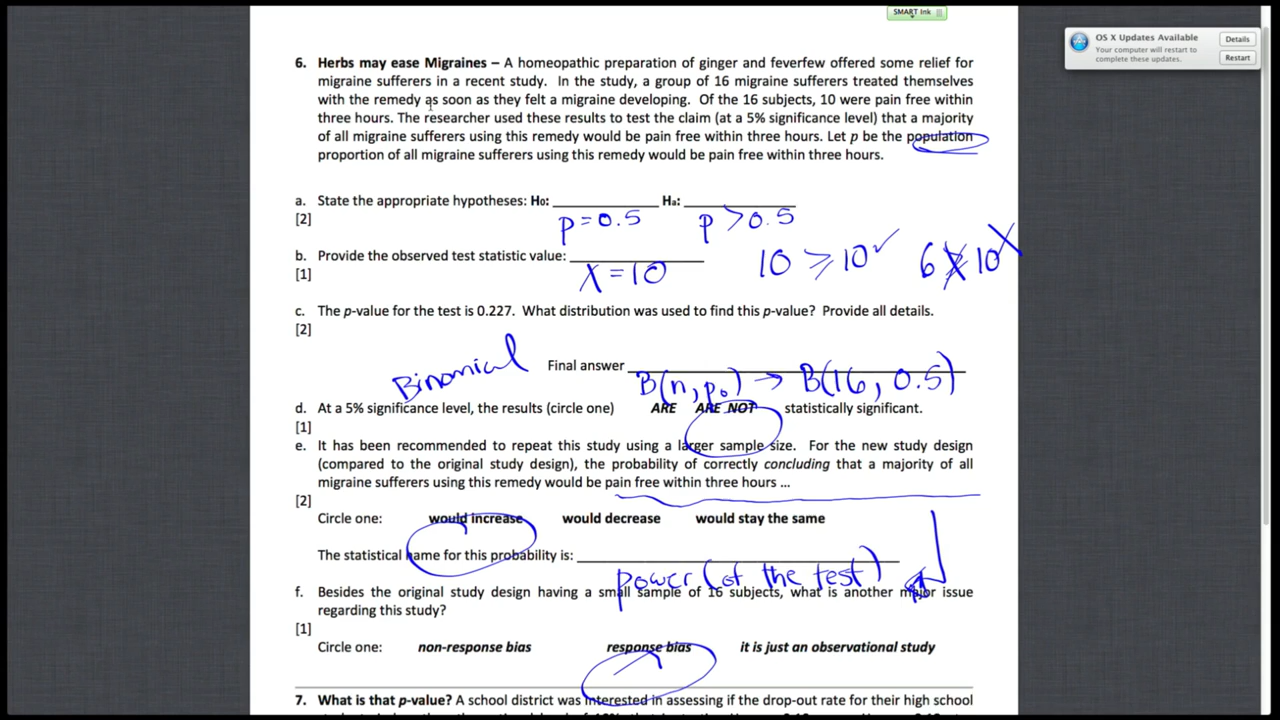 SMART Ink
OS X Updates Available
Your computer will restart to
complete these updates.
Details
Restart
6. Herbs may ease Migraines – A homeopathic preparation of ginger and feverfew offered some relief for
migraine sufferers in a recent study. In the study, a group of 16 migraine sufferers treated themselves
with the remedy as soon as they felt a migraine developing. Of the 16 subjects, 10 were pain free within
three hours. The researcher used these results to test the claim (at a 5% significance level) that a majority
of all migraine sufferers using this remedy would be pain free within three hours. Let p be the population
proportion of all migraine sufferers using this remedy would be pain free within three hours.
a. State the appropriate hypotheses: H0: ____________ Ha: ____________
[2]
p = 0.5 p > 0.5
b. Provide the observed test statistic value: ____________
[1]
X = 10
10 ≥ 10 ✓ 6 ≱ 10 X
c. The p-value for the test is 0.227. What distribution was used to find this p-value? Provide all details.
[2]
Binomial
Final answer ____________
B(n, p0) → B(16, 0.5)
d. At a 5% significance level, the results (circle one) ARE ARE NOT statistically significant.
[1]
e. It has been recommended to repeat this study using a larger sample size. For the new study design
(compared to the original study design), the probability of correctly concluding that a majority of all
migraine sufferers using this remedy would be pain free within three hours ...
[2]
Circle one: would increase would decrease would stay the same
The statistical name for this probability is: ____________
power (of the test)
f. Besides the original study design having a small sample of 16 subjects, what is another major issue
regarding this study?
[1]
Circle one: non-response bias response bias it is just an observational study
7. What is that p-value? A school district was interested in assessing if the drop-out rate for their high school